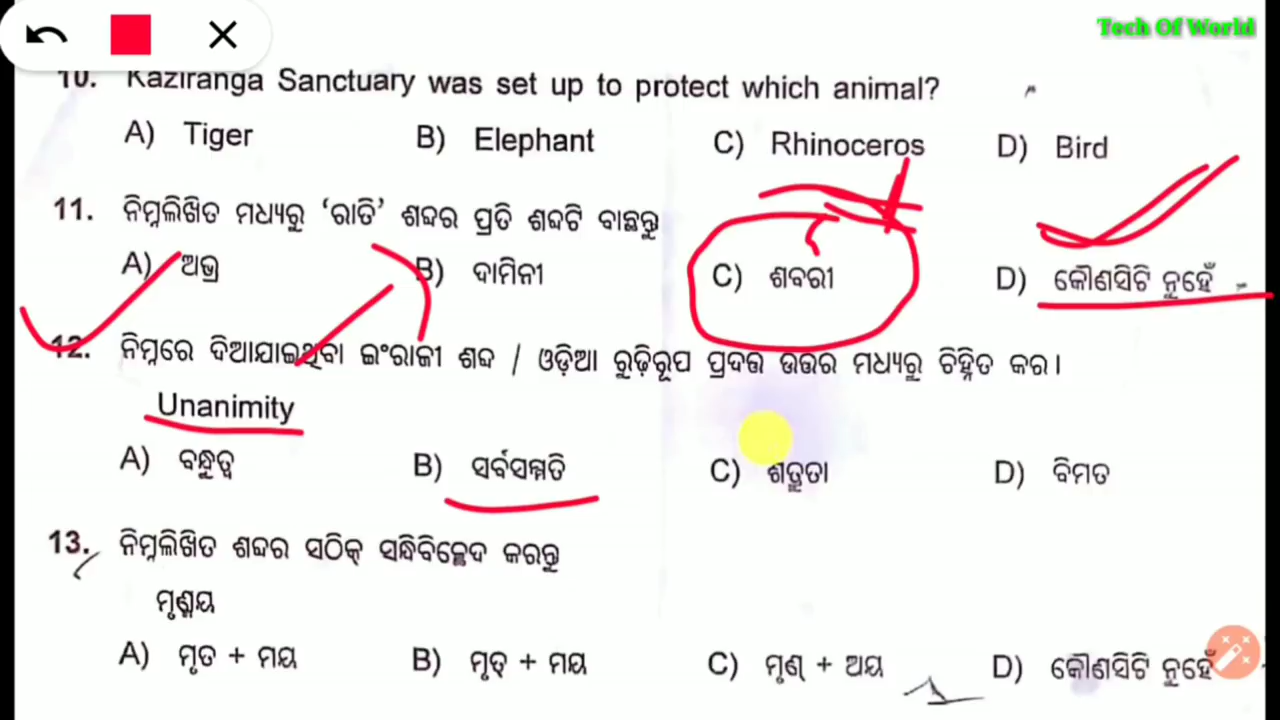 Tech Of World
10. Kaziranga Sanctuary was set up to protect which animal?
A) Tiger B) Elephant C) Rhinoceros D) Bird
11. ନିମ୍ନଲିଖିତ ମଧ୍ୟରୁ ‘ରାତି’ ଶବ୍ଦର ପ୍ରତି ଶବ୍ଦଟି ବାଛନ୍ତୁ
A) ଅଭ୍ର B) ଦାମିନୀ C) ଶବରୀ D) କୌଣସିଟି ନୁହେଁ
12. ନିମ୍ନରେ ଦିଆଯାଇଥିବା ଇଂରାଜୀ ଶବ୍ଦ / ଓଡ଼ିଆ ରୁଢ଼ିରୂପ ପ୍ରଦତ୍ତ ଉତ୍ତର ମଧ୍ୟରୁ ଚିହ୍ନିତ କର।
Unanimity
A) ବନ୍ଧୁତ୍ୱ B) ସର୍ବସମ୍ମତି C) ଶତ୍ରୁତା D) ବିମତ
13. ନିମ୍ନଲିଖିତ ଶବ୍ଦର ସଠିକ୍ ସନ୍ଧିବିଚ୍ଛେଦ କରନ୍ତୁ
ମୃଣ୍ମୟ
A) ମୃତ + ମୟ B) ମୃତ୍ + ମୟ C) ମୃଣ୍ + ଅୟ D) କୌଣସିଟି ନୁହେଁ